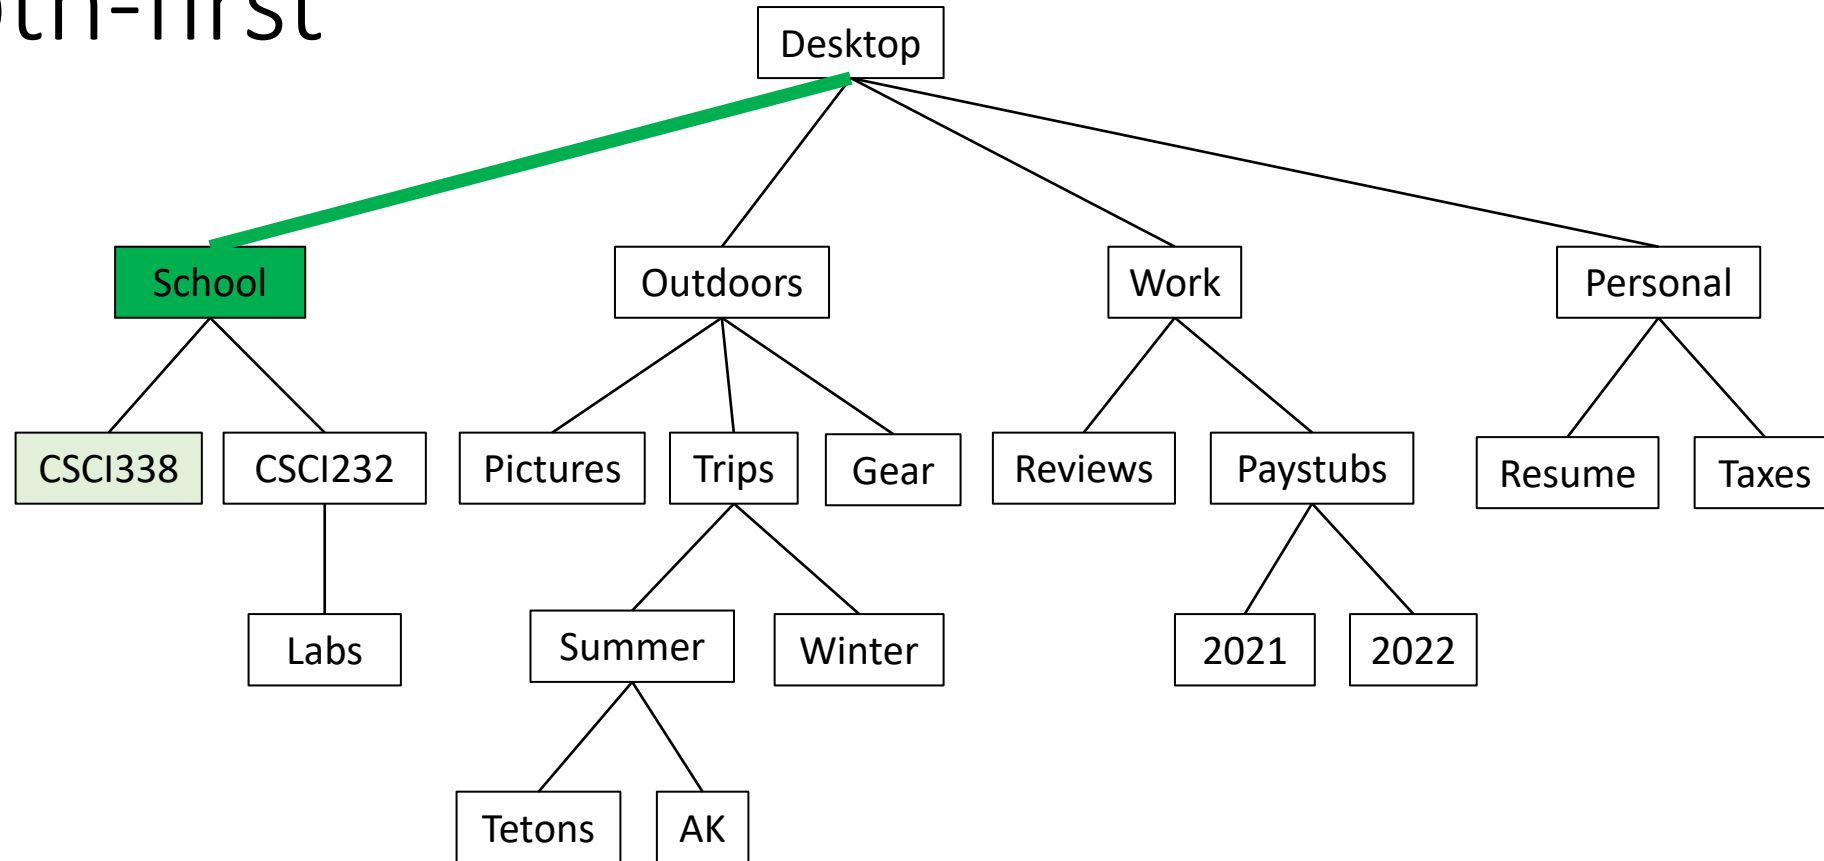 th-first
Desktop
School Outdoors Work Personal
CSCI338 CSCI232 Pictures Trips Gear Reviews Paystubs Resume Taxes
Labs Summer Winter 2021 2022
Tetons AK